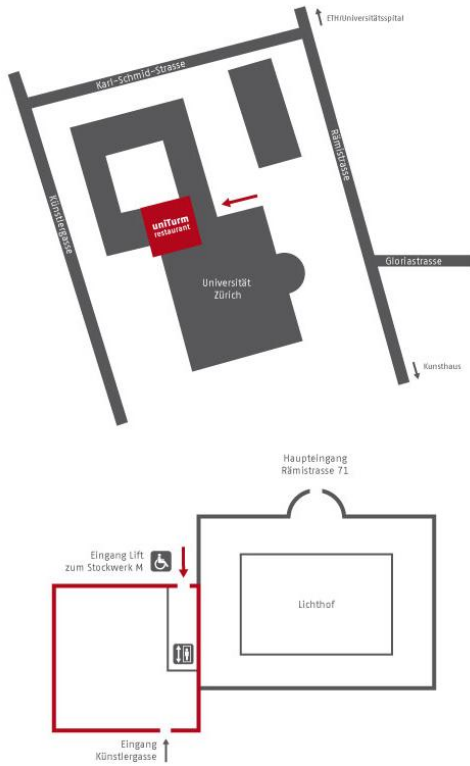 ETH/Universitätsspital
Karl-Schmid-Strasse
Künstlergasse
Rämistrasse
uniTurm
restaurant
Universität
Zürich
Gloriastrasse
Kunsthaus
Haupteingang
Rämistrasse 71
Eingang Lift
zum Stockwerk M
Lichthof
Eingang
Künstlergasse